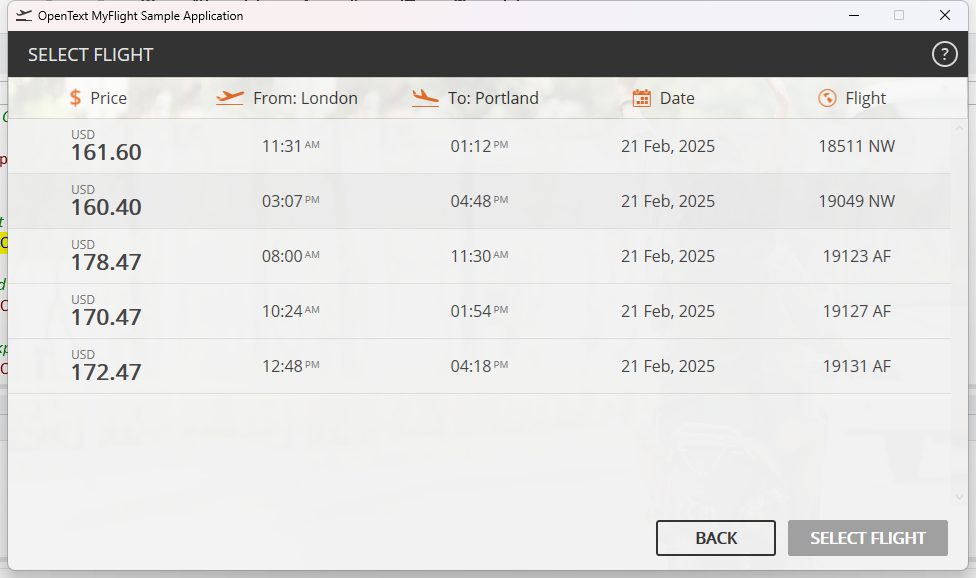 OpenText MyFlight Sample Application
SELECT FLIGHT
?
$ Price From: London To: Portland Date Flight
USD
161.60 11:31 AM 01:12 PM 21 Feb, 2025 18511 NW
USD
160.40 03:07 PM 04:48 PM 21 Feb, 2025 19049 NW
USD
178.47 08:00 AM 11:30 AM 21 Feb, 2025 19123 AF
USD
170.47 10:24 AM 01:54 PM 21 Feb, 2025 19127 AF
USD
172.47 12:48 PM 04:18 PM 21 Feb, 2025 19131 AF
BACK SELECT FLIGHT